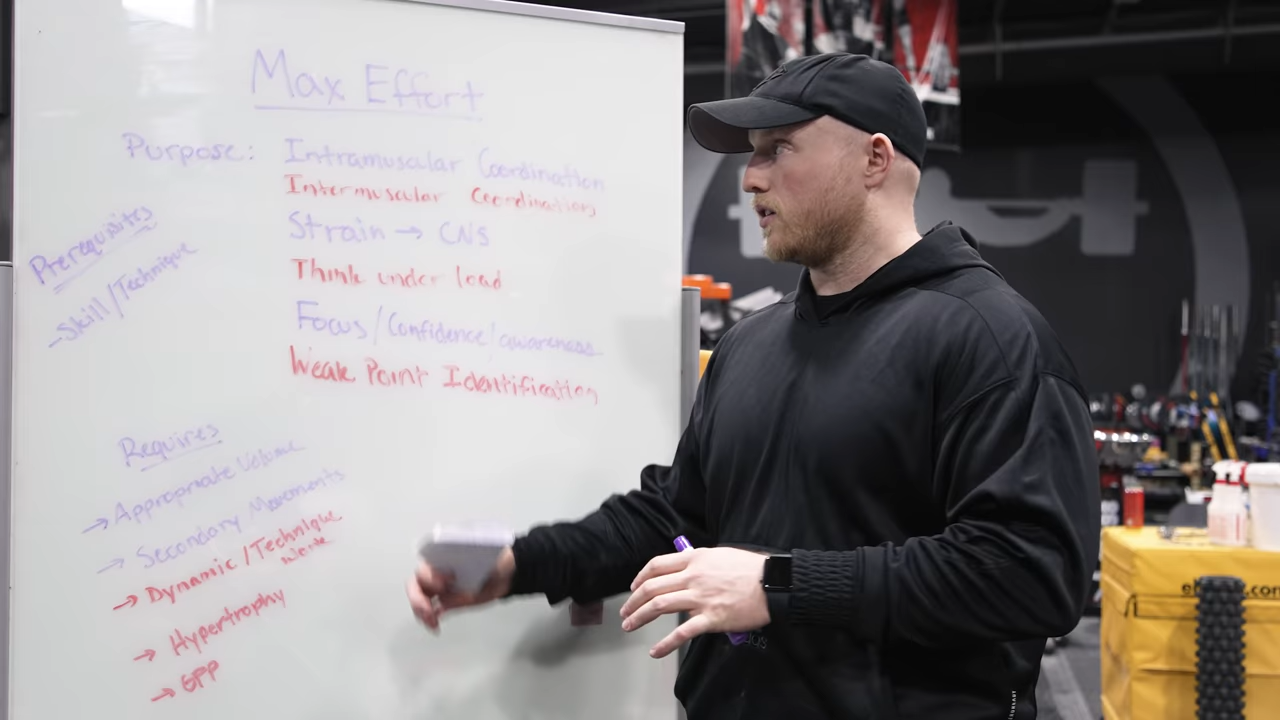 Max Effort
Purpose: Intramuscular Coordination
Intermuscular Coordination
Strain → CNS
Think under load
Focus/Confidence/awareness
Weak Point Identification
Prerequisites
-Skill/Technique
Requires
→ Appropriate Volume
→ Secondary Movements
→ Dynamic/Technique
→ Hypertrophy
→ GPP